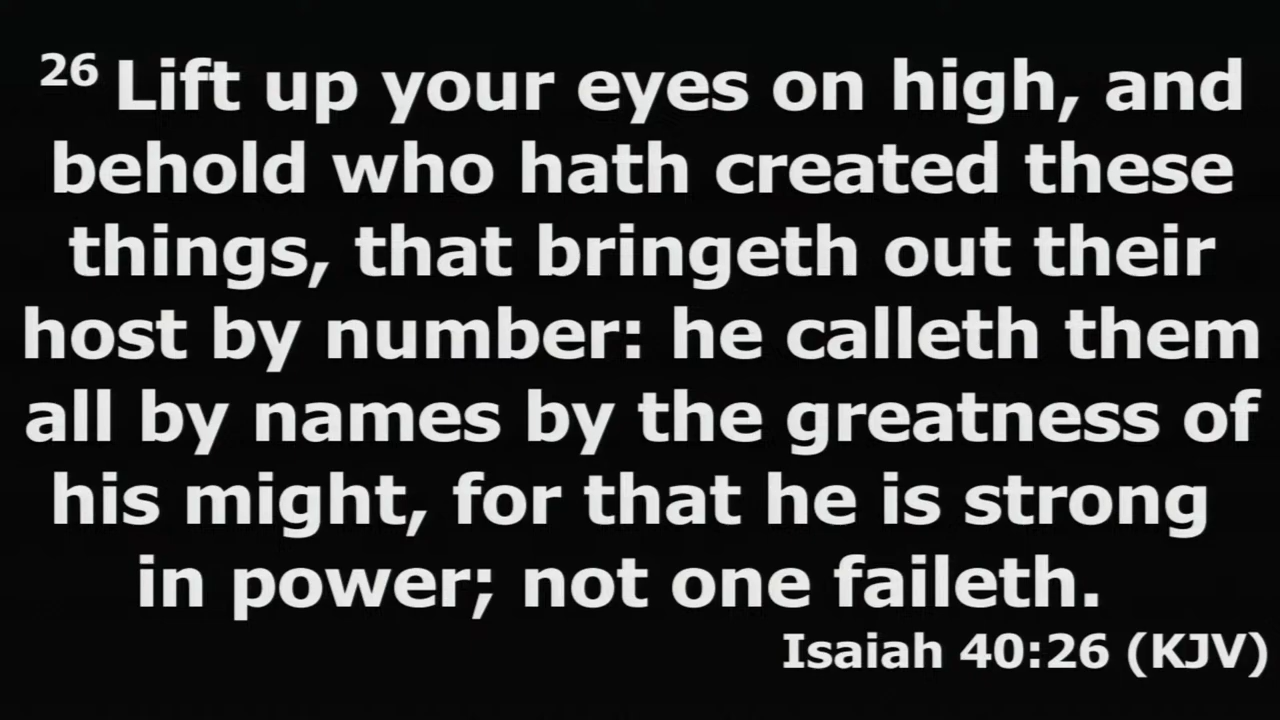 26 Lift up your eyes on high, and
behold who hath created these
things, that bringeth out their
host by number: he calleth them
all by names by the greatness of
his might, for that he is strong
in power; not one faileth.
Isaiah 40:26 (KJV)